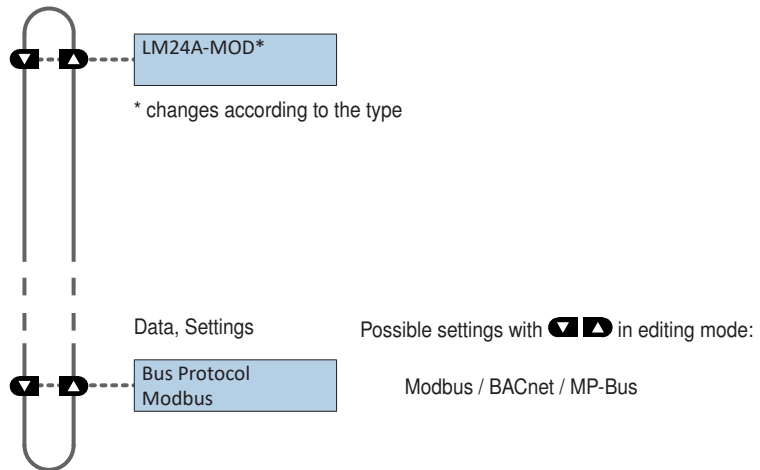 LM24A-MOD*
* changes according to the type
Data, Settings
Possible settings with ▼ ▲ in editing mode:
Bus Protocol
Modbus
Modbus / BACnet / MP-Bus